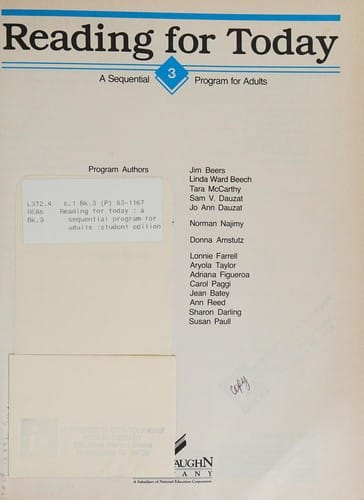 Reading for Today
A Sequential 3 Program for Adults
Program Authors
Jim Beers
Linda Ward Beech
Tara McCarthy
Sam V. Dauzat
Jo Ann Dauzat
Norman Najimy
Donna Amstutz
Lonnie Farrell
Aryola Taylor
Adriana Figueroa
Carol Paggi
Jean Batey
Ann Reed
Sharon Darling
Susan Paull
L372.4 c.1 Bk.3 (P) 93-1167
REAs Reading for today : a
Bk.3 sequential program for
adults :student edition
copy
AUGHN
PANY
A Subsidiary of National Education Corporation